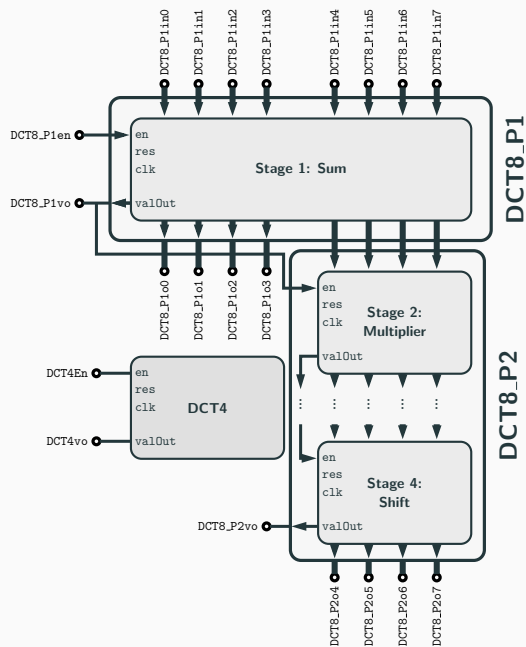 DCT8_P1in0
DCT8_P1in1
DCT8_P1in2
DCT8_P1in3
DCT8_P1in4
DCT8_P1in5
DCT8_P1in6
DCT8_P1in7
DCT8_P1
DCT8_P1en
en
res
clk
Stage 1: Sum
DCT8_P1vo
valOut
DCT8_P1o0
DCT8_P1o1
DCT8_P1o2
DCT8_P1o3
DCT8_P2
en
res
clk
Stage 2:
Multiplier
valOut
DCT4En
en
res
clk
DCT4
DCT4vo
valOut
en
res
clk
Stage 4:
Shift
DCT8_P2vo
valOut
DCT8_P2o4
DCT8_P2o5
DCT8_P2o6
DCT8_P2o7